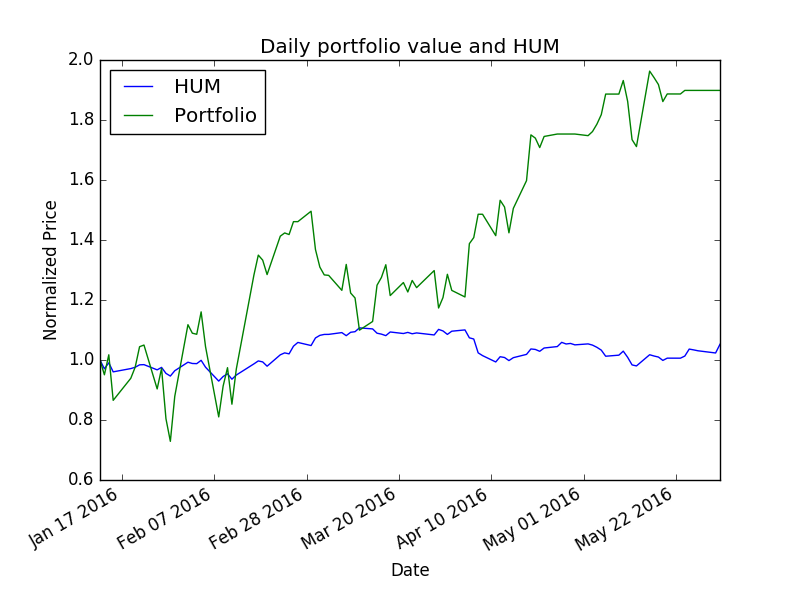 Daily portfolio value and HUM
HUM
Portfolio
2.0
1.8
1.6
1.4
1.2
1.0
0.8
0.6
Normalized Price
Jan 17 2016
Feb 07 2016
Feb 28 2016
Mar 20 2016
Apr 10 2016
May 01 2016
May 22 2016
Date